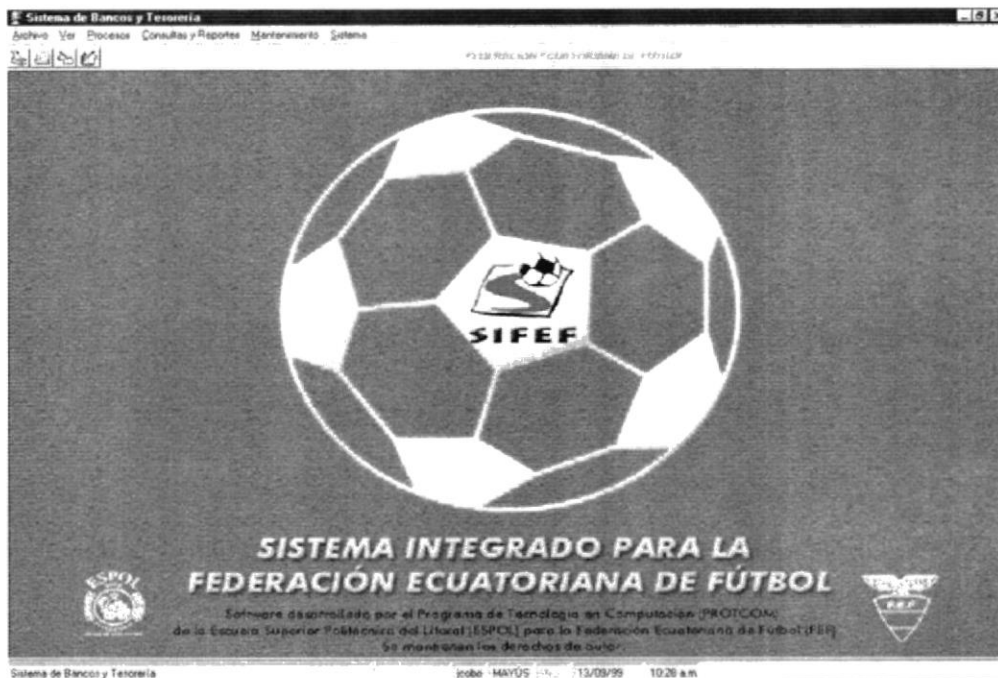 Sistema de Bancos y Tesorería
Archivo Ver Procesos Consultas y Reportes Mantenimiento Sistema
SIFEF
SISTEMA INTEGRADO PARA LA
FEDERACIÓN ECUATORIANA DE FÚTBOL
ESPOL
F.E.F
Software desarrollado por el Programa de Tecnología en Computación (PROTCOM)
de la Escuela Superior Politécnica del Litoral (ESPOL) para la Federación Ecuatoriana de Fútbol (FEF)
Se mantienen los derechos de autor.
Sistema de Bancos y Tesorería jcobo MAYÚS 13/09/99 10:28 a.m.